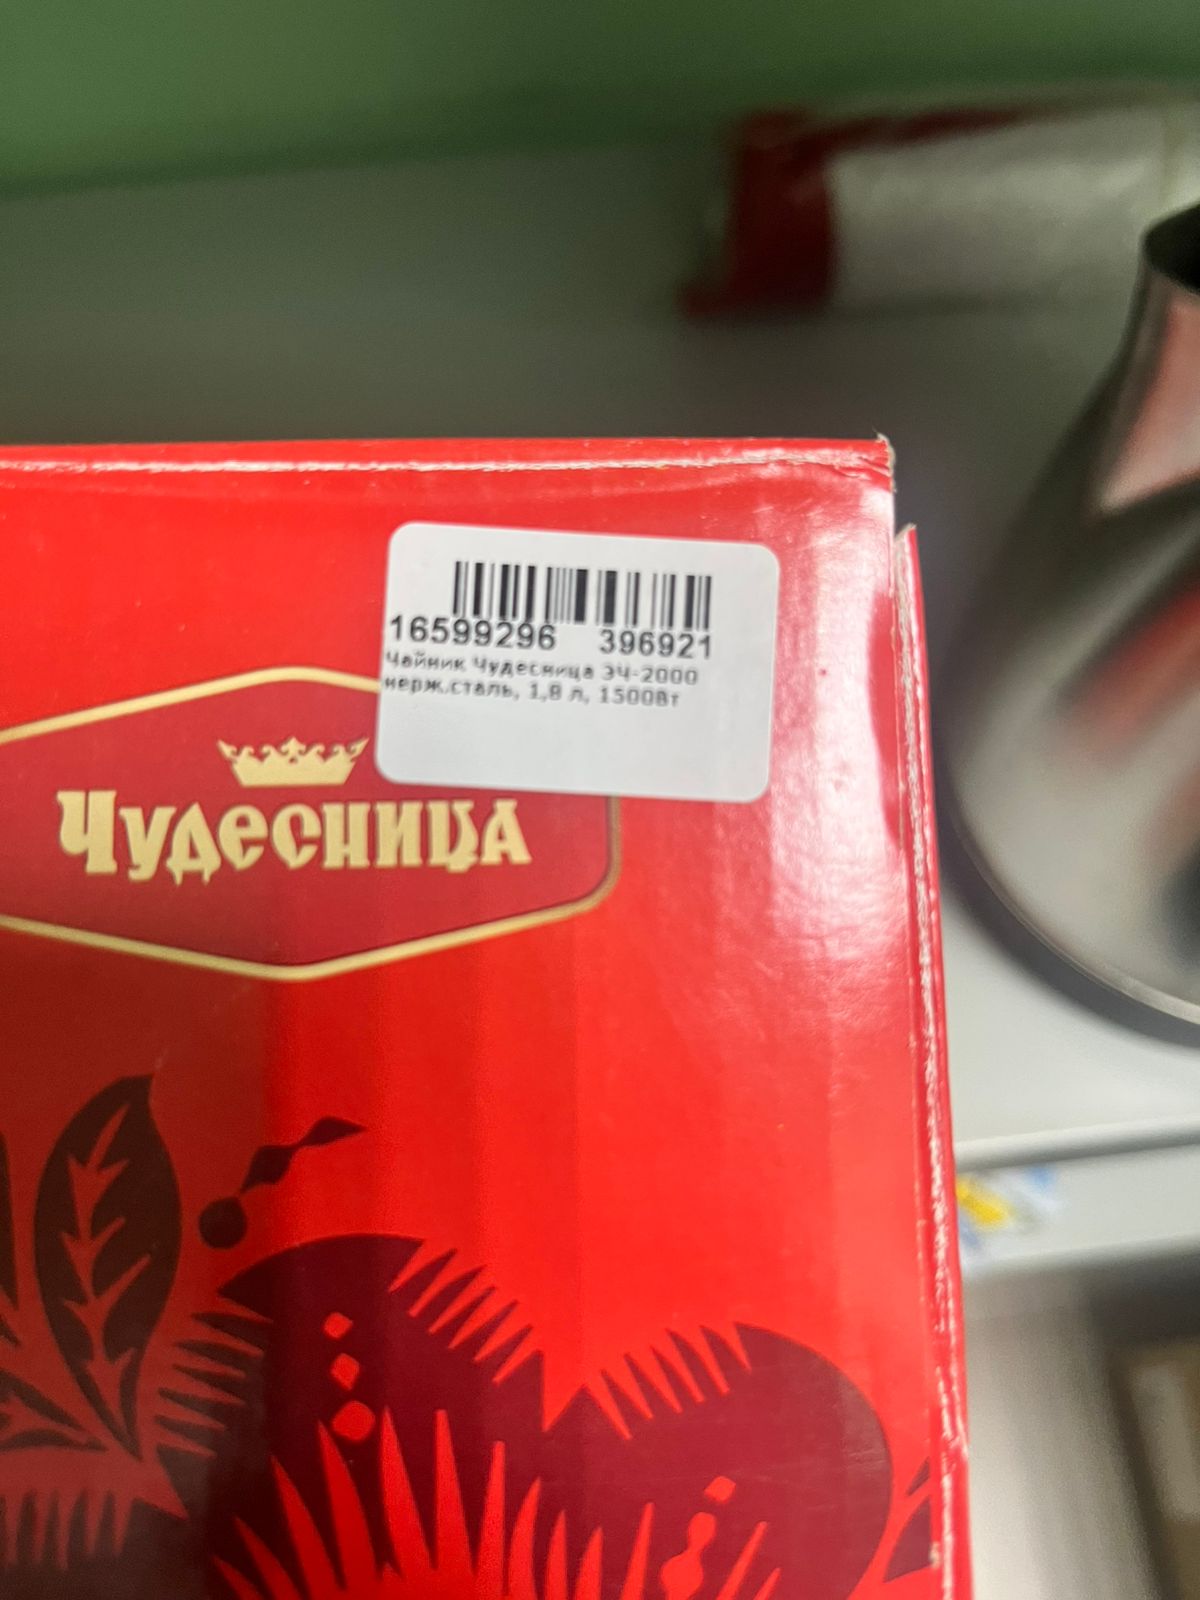 16599296 396921
Чайник Чудесница ЭЧ-2000
нерж.сталь, 1,8 л, 1500Вт
Чудесница